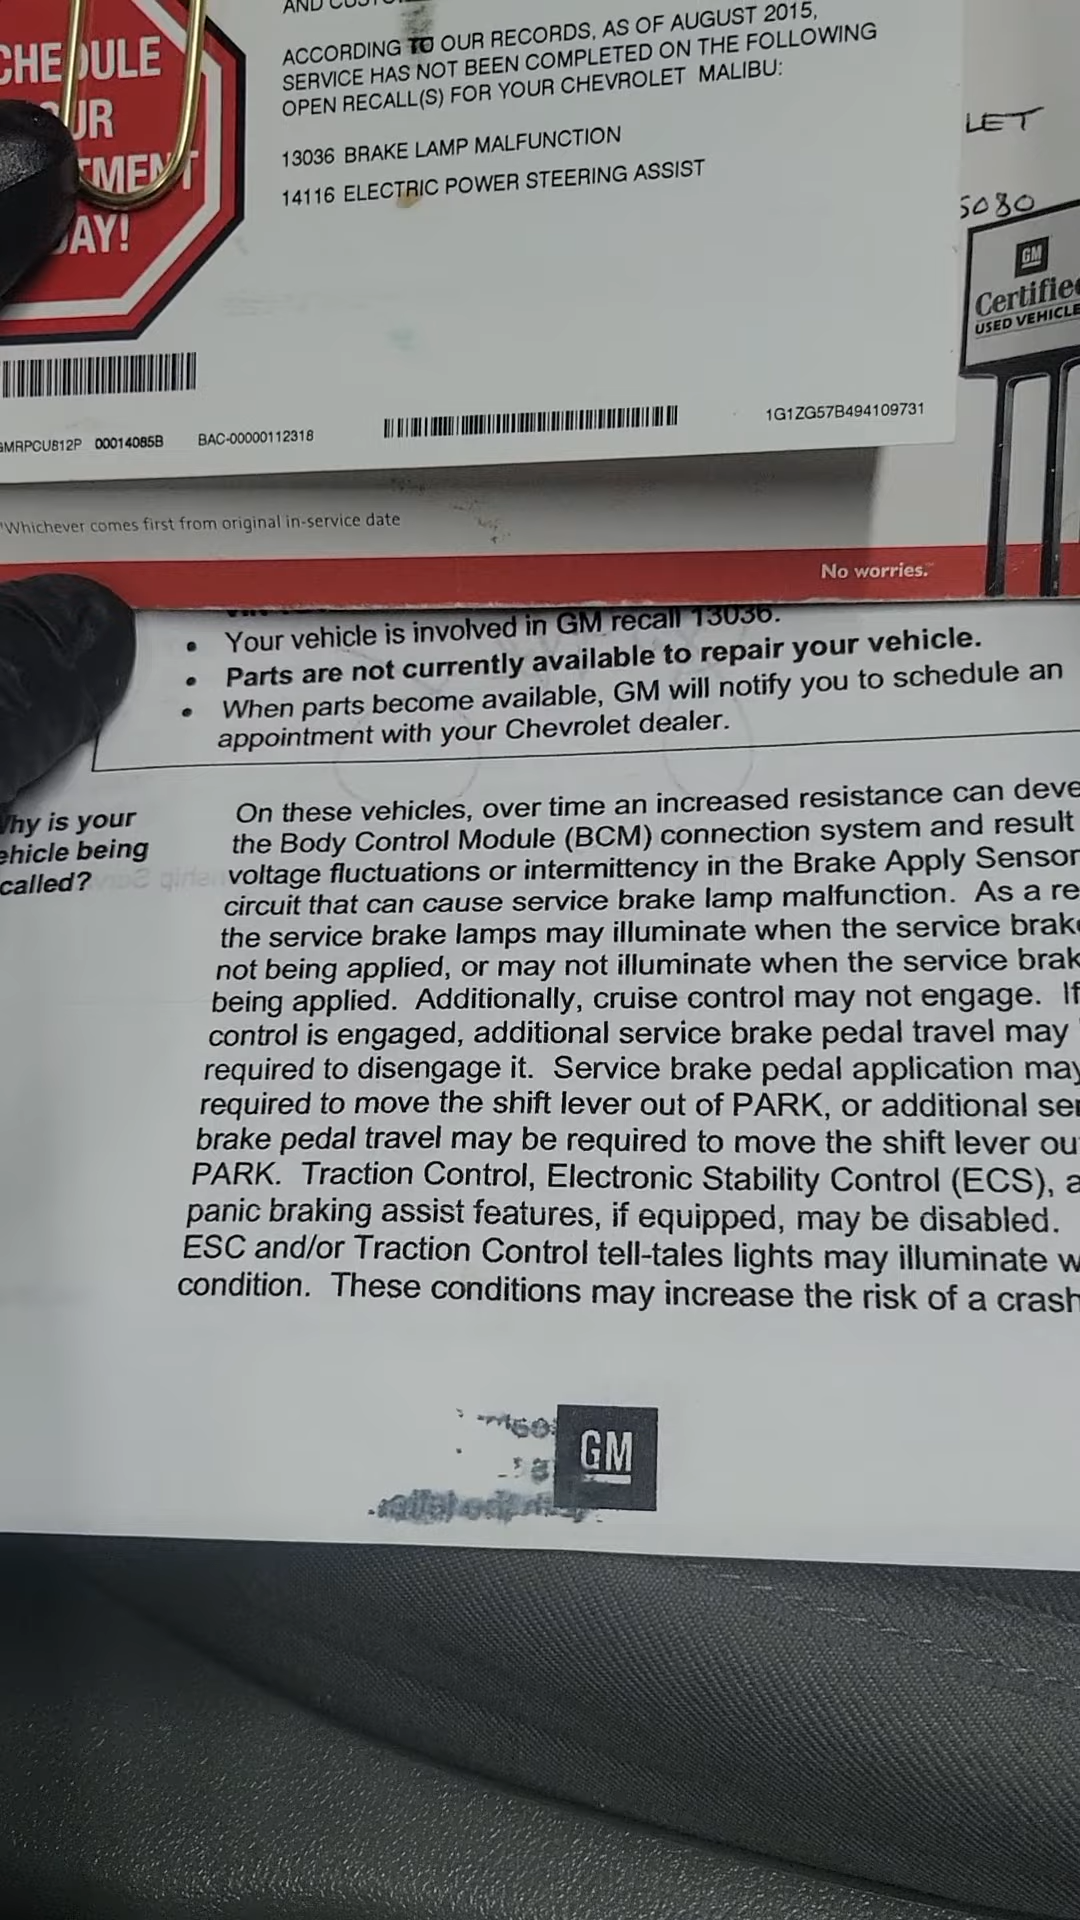 AND
ACCORDING TO OUR RECORDS, AS OF AUGUST 2015,
SERVICE HAS NOT BEEN COMPLETED ON THE FOLLOWING
OPEN RECALL(S) FOR YOUR CHEVROLET MALIBU:
13036 BRAKE LAMP MALFUNCTION
14116 ELECTRIC POWER STEERING ASSIST
CHEDULE
UR
TMENT
AY!
LET
5080
GM
Certifie
USED VEHICLE
GMRPCU812P 00014085B BAC-00000112318
1G1ZG57B494109731
*Whichever comes first from original in-service date
No worries.
• Your vehicle is involved in GM recall 13036.
• Parts are not currently available to repair your vehicle.
• When parts become available, GM will notify you to schedule an
appointment with your Chevrolet dealer.
Why is your
ehicle being
called?
On these vehicles, over time an increased resistance can deve
the Body Control Module (BCM) connection system and result
voltage fluctuations or intermittency in the Brake Apply Sensor
circuit that can cause service brake lamp malfunction. As a re
the service brake lamps may illuminate when the service brake
not being applied, or may not illuminate when the service brak
being applied. Additionally, cruise control may not engage. If
control is engaged, additional service brake pedal travel may
required to disengage it. Service brake pedal application may
required to move the shift lever out of PARK, or additional ser
brake pedal travel may be required to move the shift lever ou
PARK. Traction Control, Electronic Stability Control (ECS), a
panic braking assist features, if equipped, may be disabled.
ESC and/or Traction Control tell-tales lights may illuminate w
condition. These conditions may increase the risk of a crash
GM